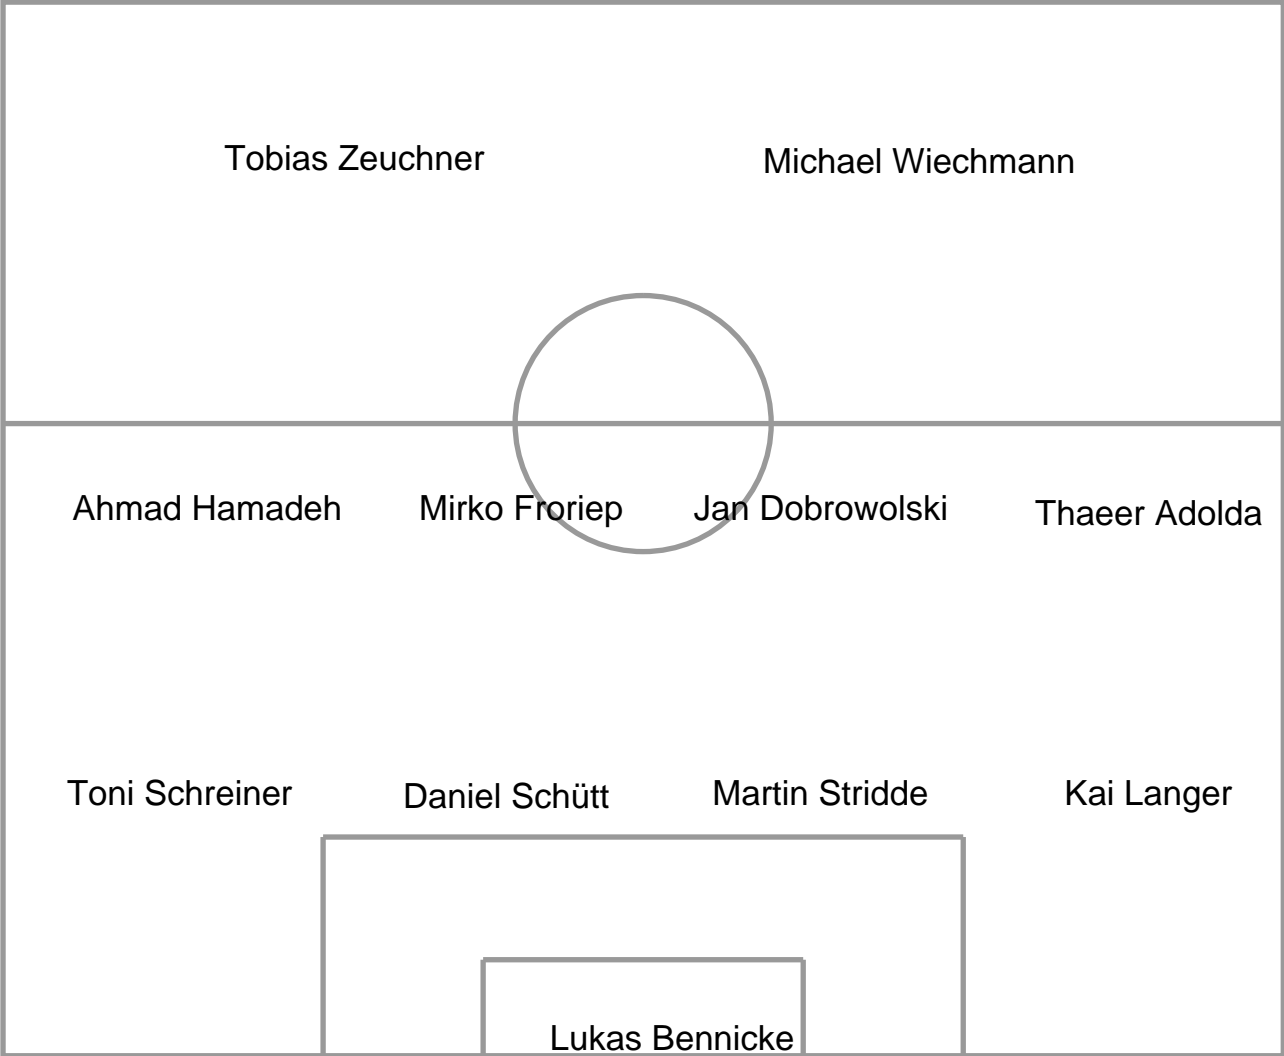 Tobias Zeuchner
Michael Wiechmann
Ahmad Hamadeh
Mirko Froriep
Jan Dobrowolski
Thaeer Adolda
Toni Schreiner
Daniel Schütt
Martin Stridde
Kai Langer
Lukas Bennicke